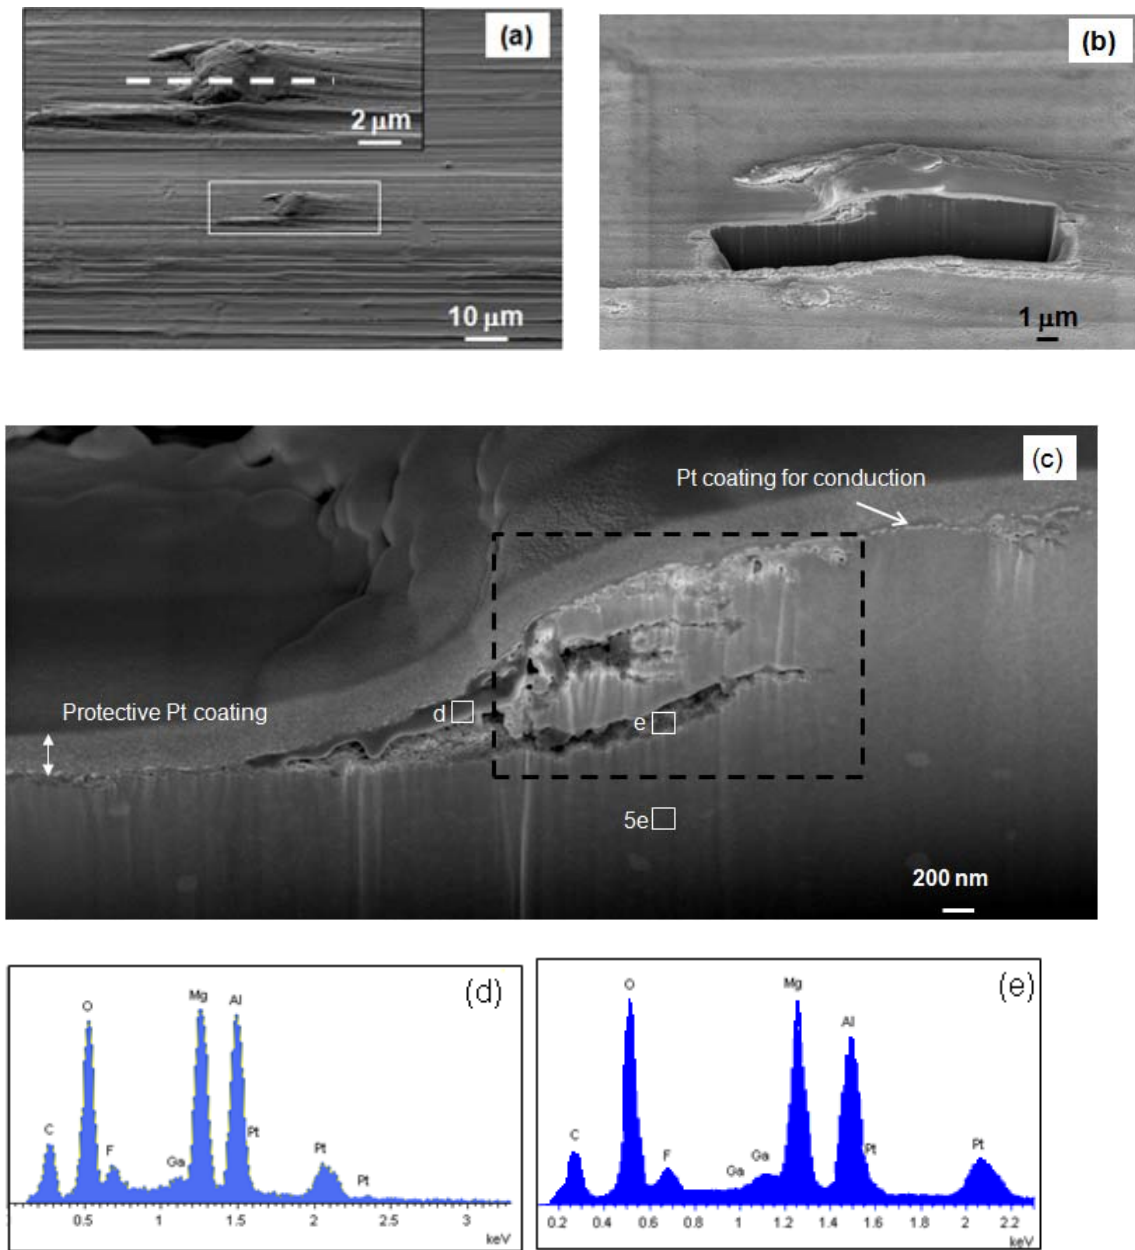 (a)
2 μm
10 μm
(b)
1 μm
(c)
Pt coating for conduction
Protective Pt coating
d
e
5e
200 nm
(d)
C
O
F
Ga
Mg
Al
Pt
Pt
Pt
0.5
1
1.5
2
2.5
3
keV
(e)
C
O
F
Ga
Ga
Mg
Al
Pt
Pt
0.2
0.4
0.6
0.8
1
1.2
1.4
1.6
1.8
2
2.2
keV